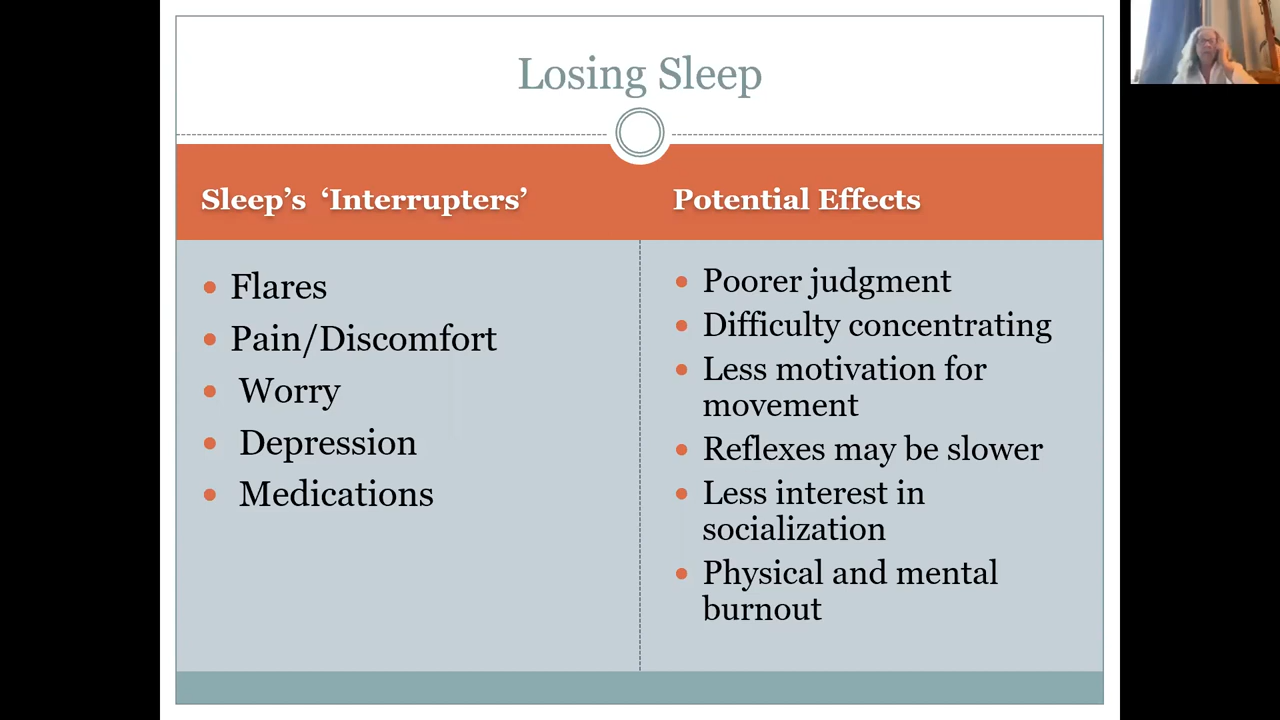 Losing Sleep
Sleep's ‘Interrupters’
Flares
Pain/Discomfort
Worry
Depression
Medications
Potential Effects
Poorer judgment
Difficulty concentrating
Less motivation for
movement
Reflexes may be slower
Less interest in
socialization
Physical and mental
burnout